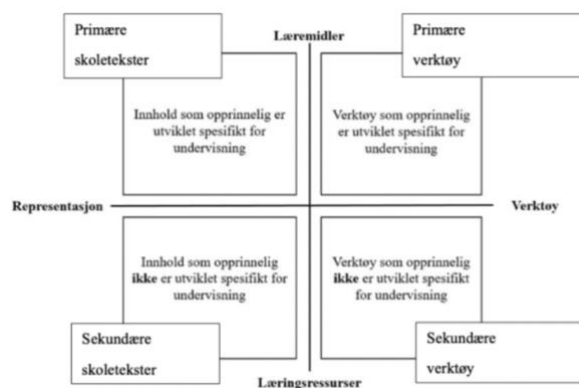 Primære
skoletekster
Læremidler
Primære
verktøy
Innhold som opprinnelig er
utviklet spesifikt for
undervisning
Verktøy som opprinnelig
er utviklet spesifikt for
undervisning
Representasjon
Verktøy
Innhold som opprinnelig
ikke er utviklet spesifikt for
undervisning
Verktøy som opprinnelig
ikke er utviklet spesifikt
for undervisning
Sekundære
skoletekster
Læringsressurser
Sekundære
verktøy